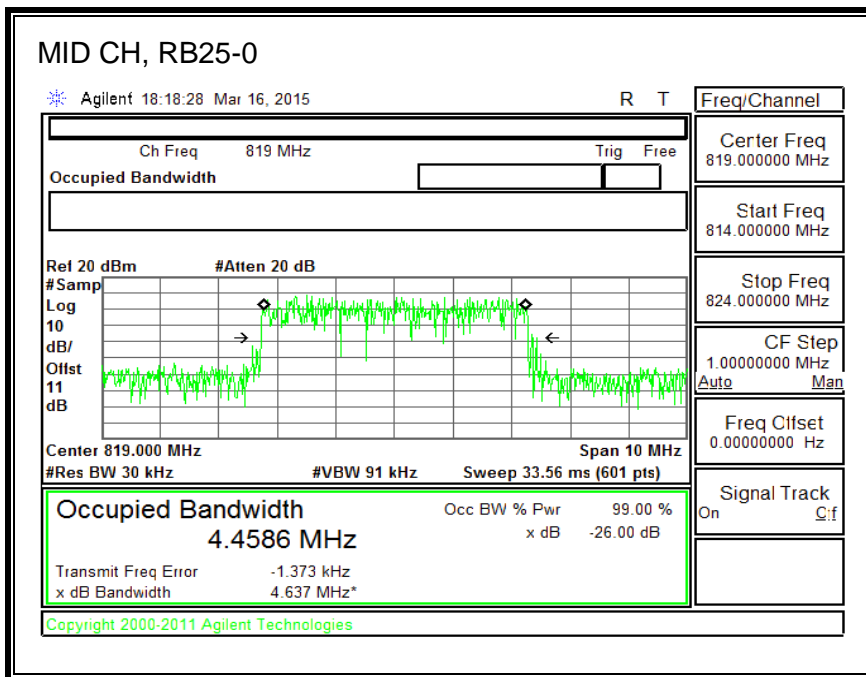 MID CH, RB25-0
Agilent 18:18:28 Mar 16, 2015 R T
Freq/Channel
Ch Freq 819 MHz Trig Free
Occupied Bandwidth
Center Freq
819.000000 MHz
Start Freq
814.000000 MHz
Stop Freq
824.000000 MHz
CF Step
1.00000000 MHz
Auto Man
Freq Offset
0.00000000 Hz
Signal Track
On Off
Ref 20 dBm #Atten 20 dB
#Samp
Log
10
dB/
Offst
11
dB
Center 819.000 MHz Span 10 MHz
#Res BW 30 kHz #VBW 91 kHz Sweep 33.56 ms (601 pts)
Occupied Bandwidth
4.4586 MHz
Occ BW % Pwr 99.00 %
x dB -26.00 dB
Transmit Freq Error -1.373 kHz
x dB Bandwidth 4.637 MHz*
Copyright 2000-2011 Agilent Technologies